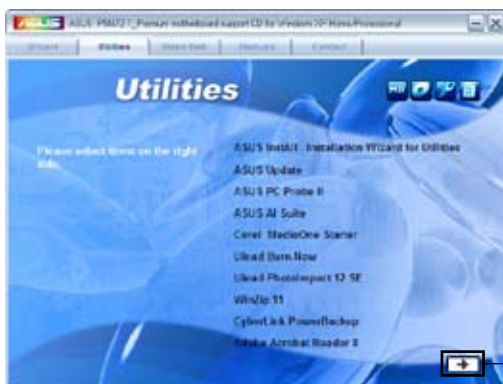 ASUS motherboard support CD for Windows XP Home/Professional
Drivers Utilities Make Disk Manuals Contact
Utilities
Please select items on the right side.
ASUS InstAll - Installation Wizard for Utilities
ASUS Update
ASUS PC Probe II
ASUS AI Suite
Corel MediaOne Starter
Ulead Burn.Now
Ulead PhotoImpact 12 SE
WinZip 11
CyberLink PowerBackup
Adobe Acrobat Reader 8